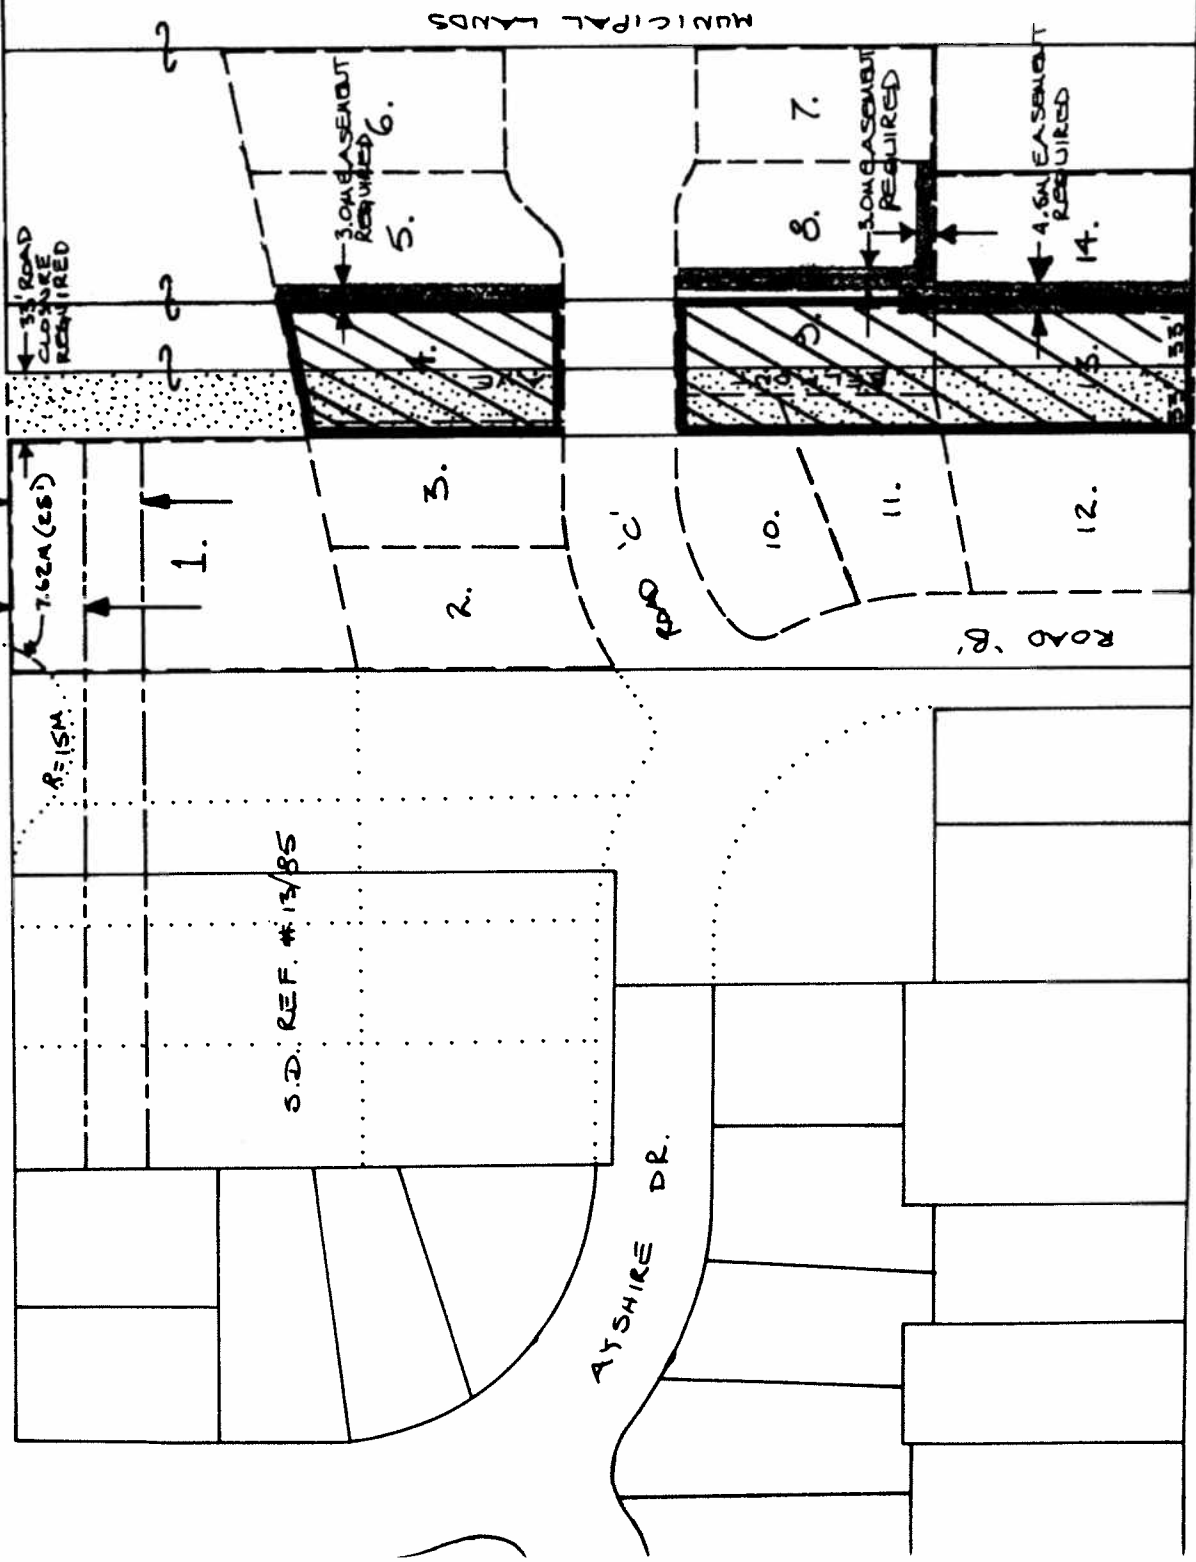 MUNICIPAL LANDS
33' ROAD
CLOSURE
REQUIRED
3.0M EASEMENT
REQUIRED
6.
5.
7.
8.
3.0M EASEMENT
REQUIRED
4.5M EASEMENT
REQUIRED
14.
4.
9.
13.
33'
33'
7.62M (25')
1.
3.
2.
ROAD 'C'
10.
11.
12.
ROAD 'B'
R=15M
S.D. REF. # 13/85
AYSHIRE DR.